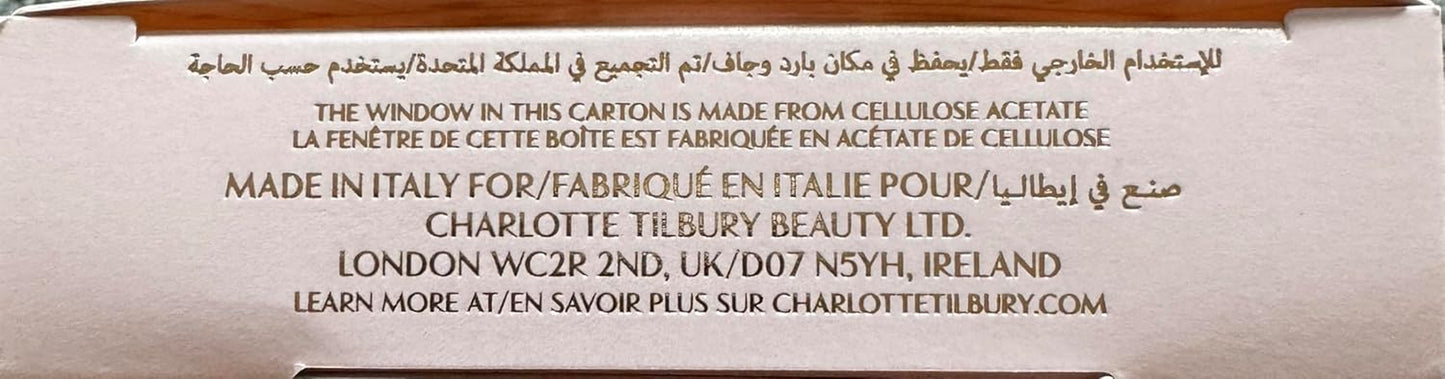 للإستخدام الخارجي فقط/يحفظ في مكان بارد وجاف/تم التجميع في المملكة المتحدة/يستخدم حسب الحاجة
THE WINDOW IN THIS CARTON IS MADE FROM CELLULOSE ACETATE
LA FENÊTRE DE CETTE BOÎTE EST FABRIQUÉE EN ACÉTATE DE CELLULOSE
MADE IN ITALY FOR/FABRIQUÉ EN ITALIE POUR/صنع في إيطاليا
CHARLOTTE TILBURY BEAUTY LTD.
LONDON WC2R 2ND, UK/D07 N5YH, IRELAND
LEARN MORE AT/EN SAVOIR PLUS SUR CHARLOTTETILBURY.COM